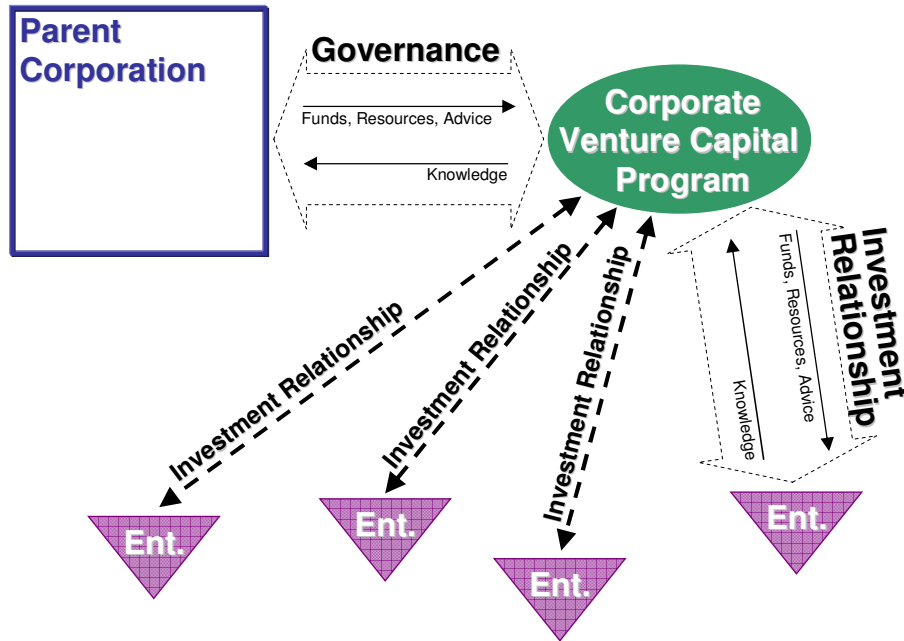 Parent
Corporation
Governance
Funds, Resources, Advice
Knowledge
Corporate
Venture Capital
Program
Investment Relationship
Investment Relationship
Investment Relationship
Investment
Relationship
Funds, Resources, Advice
Knowledge
Ent.
Ent.
Ent.
Ent.